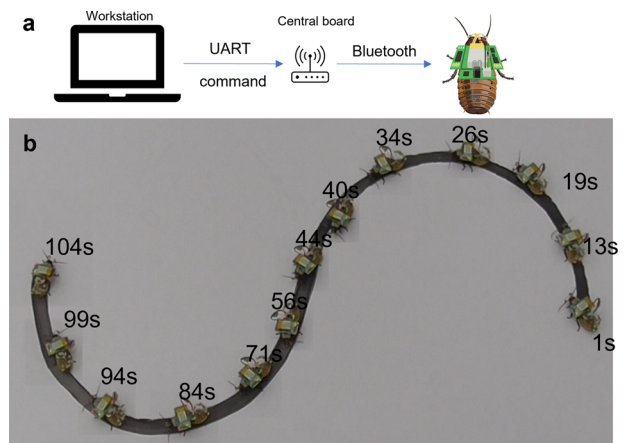 a
Workstation
Central board
UART
command
Bluetooth
b
34s
26s
19s
40s
13s
44s
104s
56s
1s
99s
71s
94s
84s